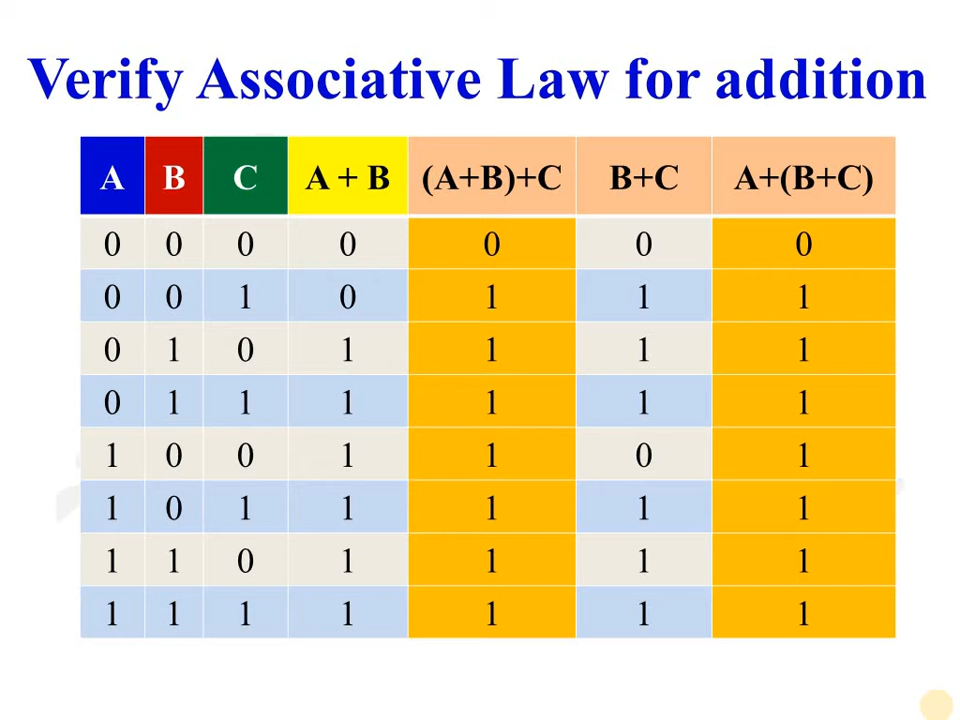 Verify Associative Law for addition
A B C A + B (A+B)+C B+C A+(B+C)
0 0 0 0 0 0 0
0 0 1 0 1 1 1
0 1 0 1 1 1 1
0 1 1 1 1 1 1
1 0 0 1 1 0 1
1 0 1 1 1 1 1
1 1 0 1 1 1 1
1 1 1 1 1 1 1